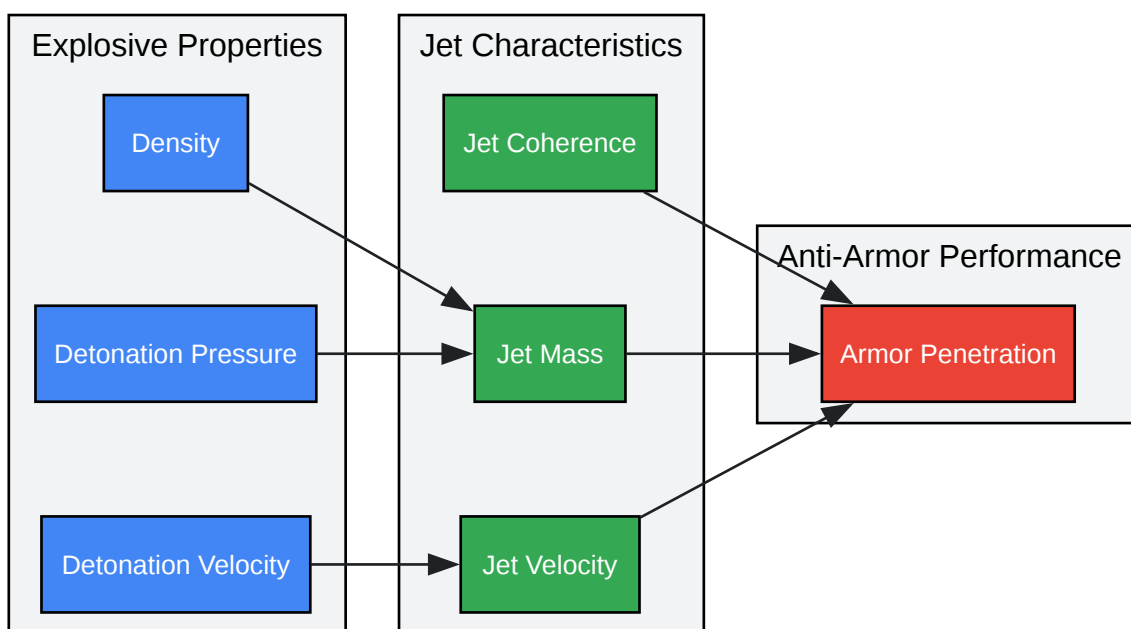 Explosive Properties
Density
Detonation Pressure
Detonation Velocity
Jet Characteristics
Jet Coherence
Jet Mass
Jet Velocity
Anti-Armor Performance
Armor Penetration